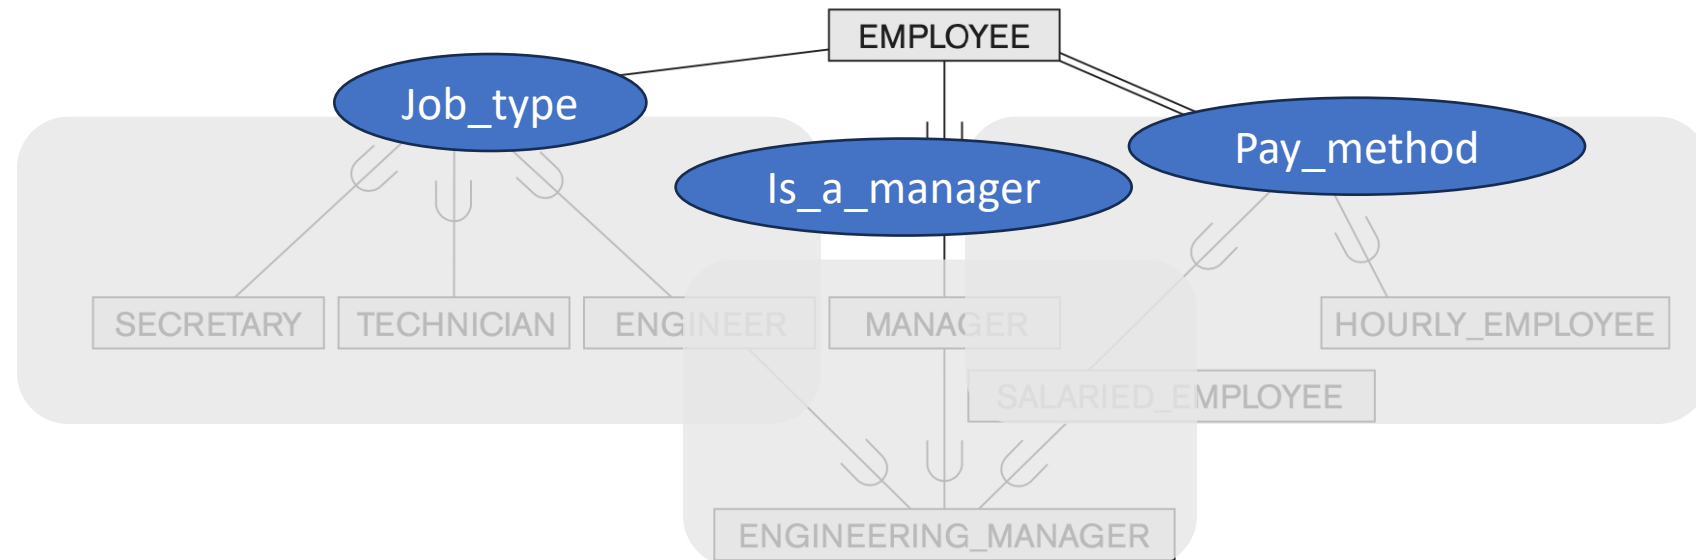 EMPLOYEE
Job_type
Is_a_manager
Pay_method
SECRETARY
TECHNICIAN
ENGINEER
MANAGER
HOURLY_EMPLOYEE
SALARIED_EMPLOYEE
ENGINEERING_MANAGER